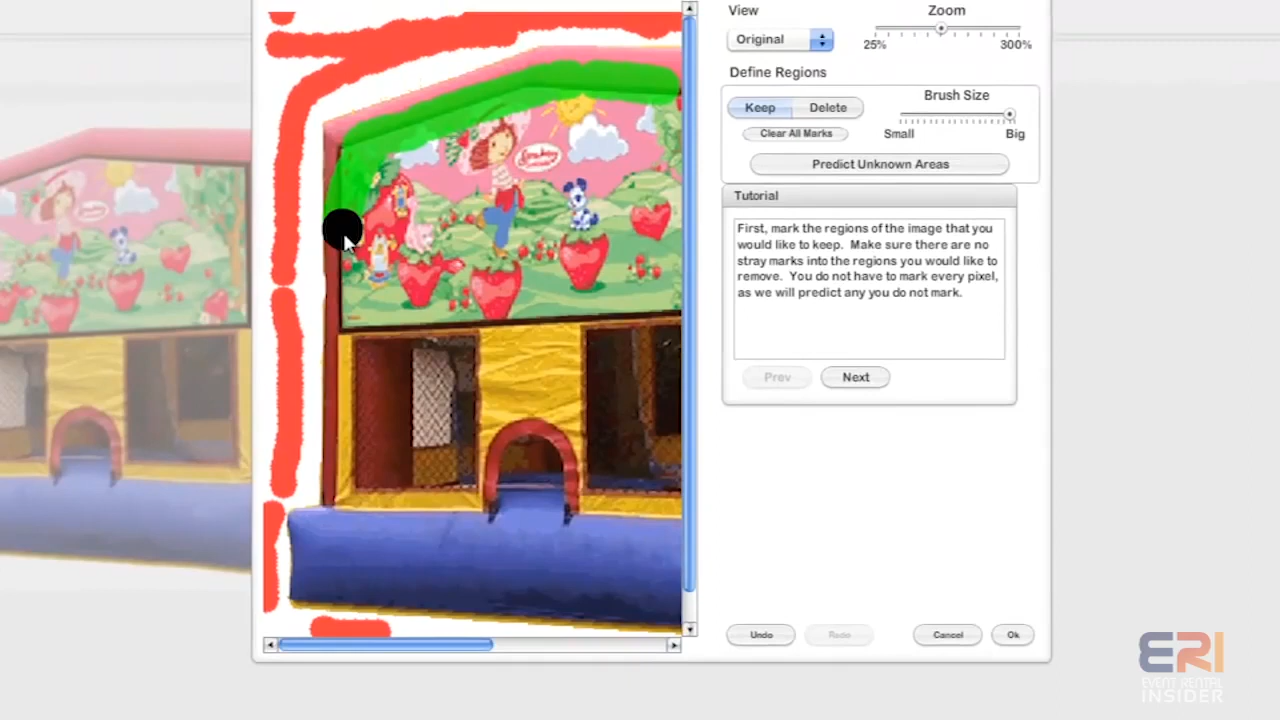 View
Zoom
Original
25%
300%
Define Regions
Brush Size
Keep
Delete
Clear All Marks
Small
Big
Predict Unknown Areas
Tutorial
First, mark the regions of the image that you
would like to keep. Make sure there are no
stray marks into the regions you would like to
remove. You do not have to mark every pixel,
as we will predict any you do not mark.
Prev
Next
Undo
Redo
Cancel
Ok
ERI
EVENT RENTAL
INSIDER